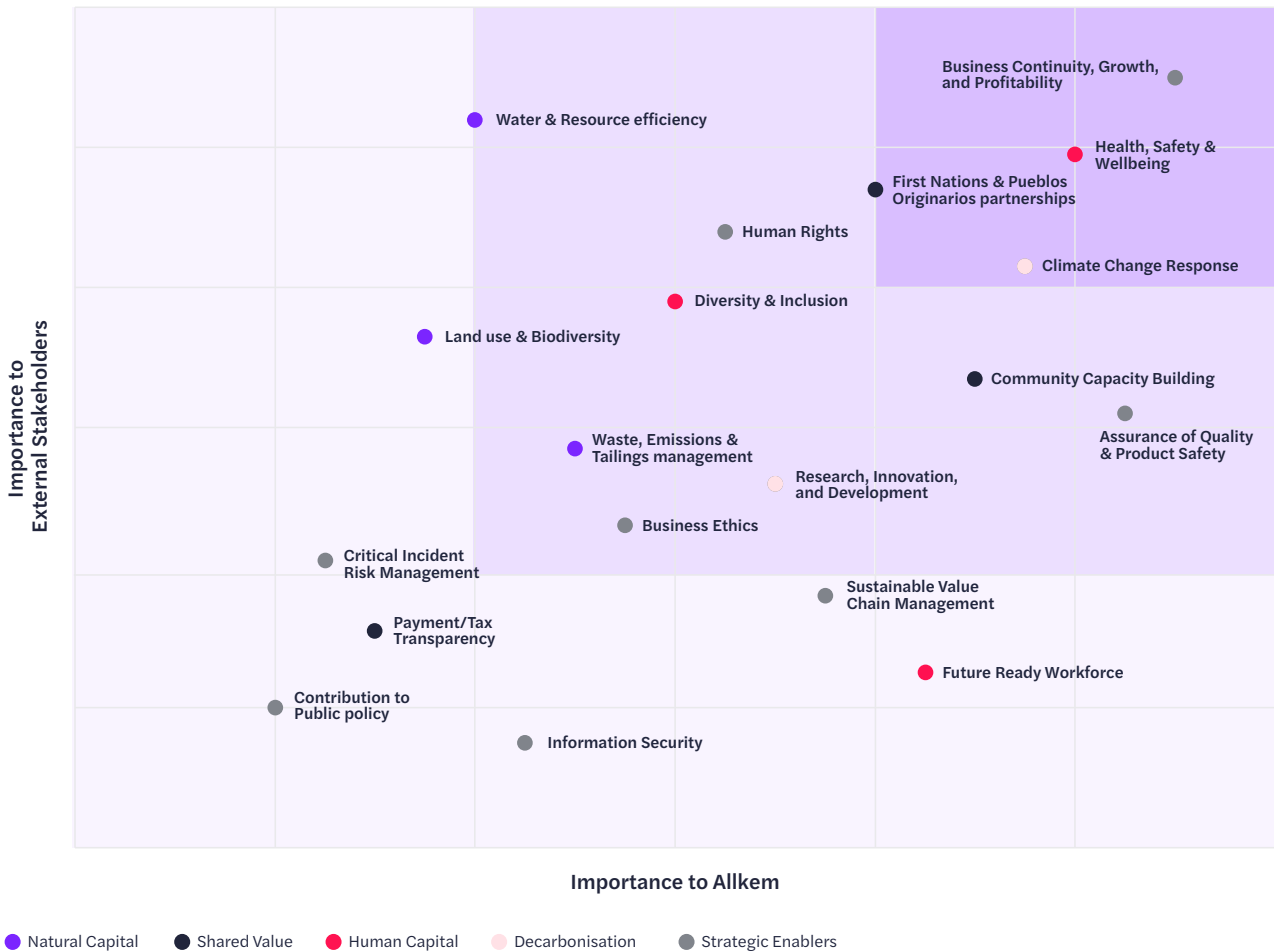 Business Continuity, Growth,
and Profitability
Water & Resource efficiency
Health, Safety &
Wellbeing
First Nations & Pueblos
Originarios partnerships
Human Rights
Climate Change Response
Diversity & Inclusion
Land use & Biodiversity
Community Capacity Building
Assurance of Quality
& Product Safety
Waste, Emissions &
Tailings management
Research, Innovation,
and Development
Business Ethics
Critical Incident
Risk Management
Sustainable Value
Chain Management
Payment/Tax
Transparency
Future Ready Workforce
Contribution to
Public policy
Information Security
Importance to
External Stakeholders
Importance to Allkem
Natural Capital
Shared Value
Human Capital
Decarbonisation
Strategic Enablers